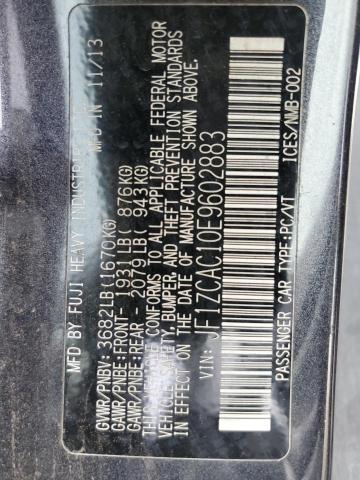 MFD BY FUJI HEAVY INDUSTRIES
MFD IN 11/13
GVWR/PNBV: 3682LB(1670KG)
GAWR/PNBE:FRONT- 1931LB( 876KG)
GAWR/PNBE:REAR - 2079LB( 943KG)
THIS VEHICLE CONFORMS TO ALL APPLICABLE FEDERAL MOTOR
VEHICLE SAFETY, BUMPER, AND THEFT PREVENTION STANDARDS
IN EFFECT ON THE DATE OF MANUFACTURE SHOWN ABOVE.
VIN: JF1ZCAC10E9602883
PASSENGER CAR TYPE:PC/VT
ICES/NMB-002